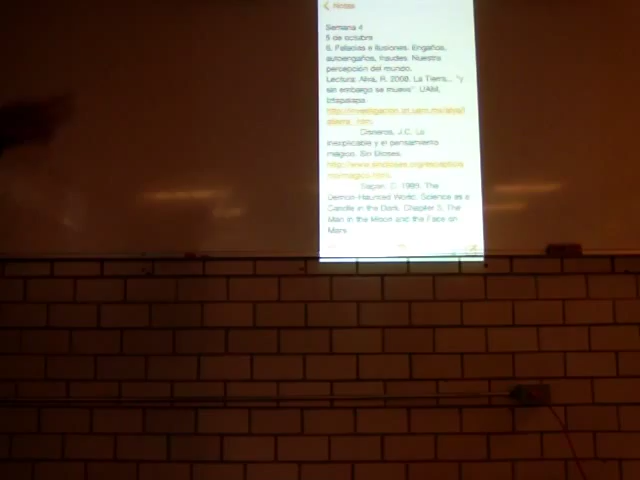 Notes
Semana 4
5 de octubre
6. Falacias e ilusiones. Engaños,
autoengaños, fraudes. Nuestra
percepción del mundo.
Lectura: Alva, R. 2008. La Tierra... "y
sin embargo se mueve". UAM,
Iztapalapa
Cisneros, J.C. Lo
inexplicable y el pensamiento
mágico. Sin Dioses.
Sagan, C. 1995. The
Demon-Haunted World: Science as a
Candle in the Dark. Chapter 3. The
Man in the Moon and the Face on
Mars